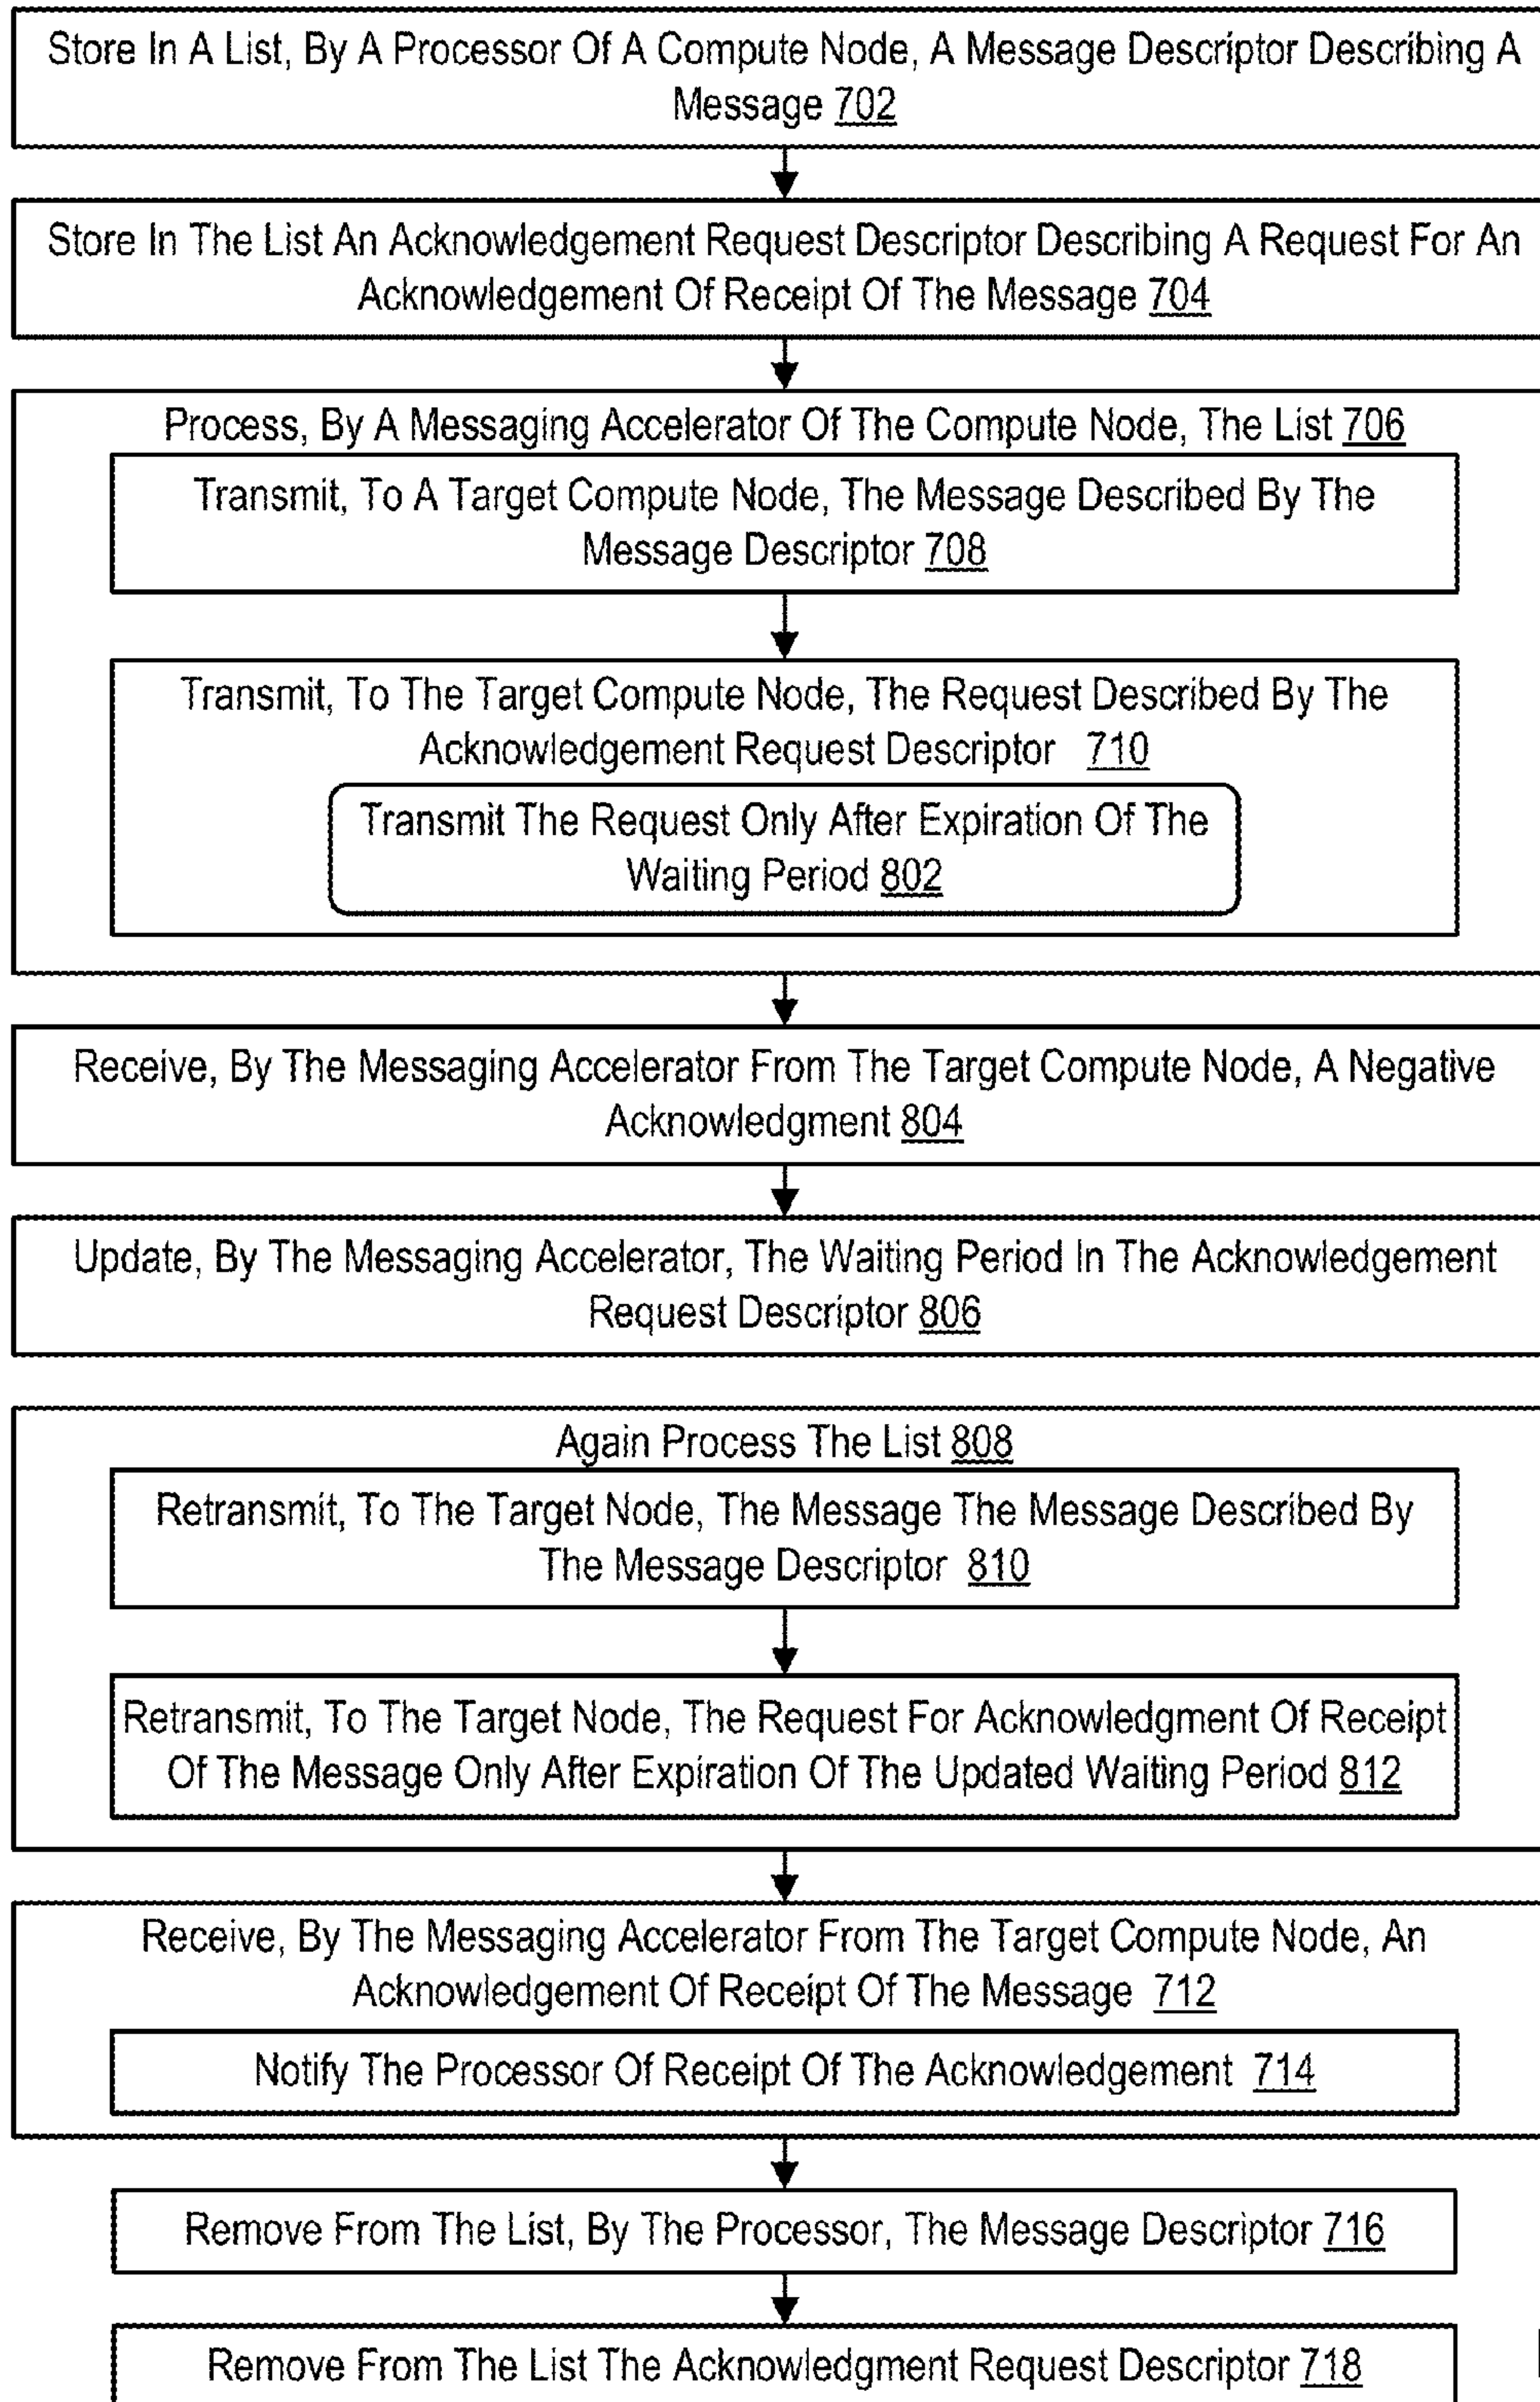 Store In A List, By A Processor Of A Compute Node, A Message Descriptor Describing A
Message 702
Store In The List An Acknowledgement Request Descriptor Describing A Request For An
Acknowledgement Of Receipt Of The Message 704
Process, By A Messaging Accelerator Of The Compute Node, The List 706
Transmit, To A Target Compute Node, The Message Described By The
Message Descriptor 708
Transmit, To The Target Compute Node, The Request Described By The
Acknowledgement Request Descriptor 710
Transmit The Request Only After Expiration Of The
Waiting Period 802
Receive, By The Messaging Accelerator From The Target Compute Node, A Negative
Acknowledgment 804
Update, By The Messaging Accelerator, The Waiting Period In The Acknowledgement
Request Descriptor 806
Again Process The List 808
Retransmit, To The Target Node, The Message The Message Described By
The Message Descriptor 810
Retransmit, To The Target Node, The Request For Acknowledgment Of Receipt
Of The Message Only After Expiration Of The Updated Waiting Period 812
Receive, By The Messaging Accelerator From The Target Compute Node, An
Acknowledgement Of Receipt Of The Message 712
Notify The Processor Of Receipt Of The Acknowledgement 714
Remove From The List, By The Processor, The Message Descriptor 716
Remove From The List The Acknowledgment Request Descriptor 718